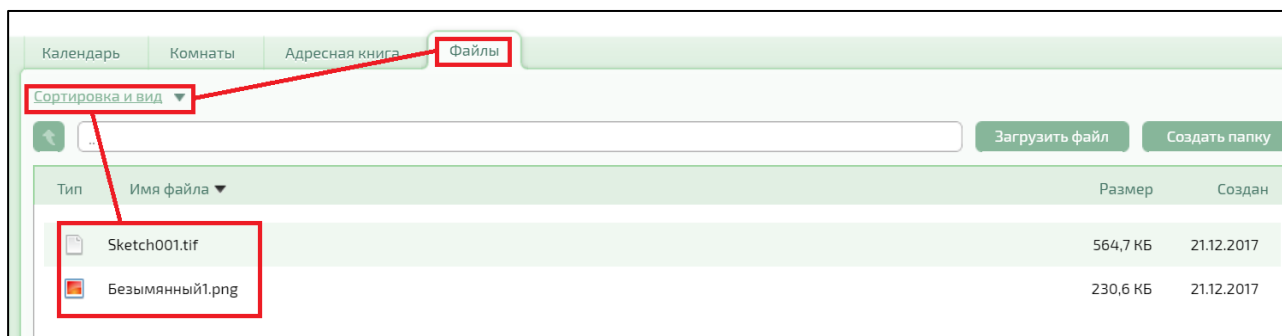 Календарь Комнаты Адресная книга Файлы
Сортировка и вид
.. Загрузить файл Создать папку
Тип Имя файла Размер Создан
Sketch001.tif 564,7 КБ 21.12.2017
Безымянный1.png 230,6 КБ 21.12.2017